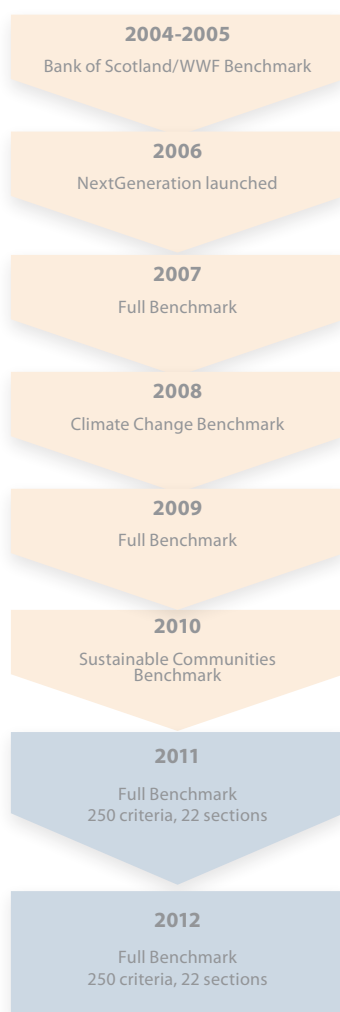 2004-2005
Bank of Scotland/WWF Benchmark
2006
NextGeneration launched
2007
Full Benchmark
2008
Climate Change Benchmark
2009
Full Benchmark
2010
Sustainable Communities
Benchmark
2011
Full Benchmark
250 criteria, 22 sections
2012
Full Benchmark
250 criteria, 22 sections